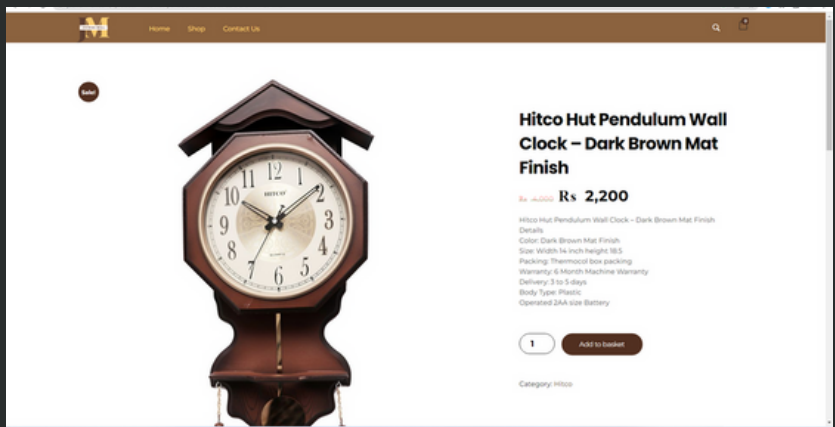 JM
Home Shop Contact Us
0
Sale!
Hitco Hut Pendulum Wall
Clock – Dark Brown Mat
Finish
₨ 2,200
Hitco Hut Pendulum Wall Clock – Dark Brown Mat Finish
Details
Color: Dark Brown Mat Finish
Size: Width 14 inch height 18.5
Packing: Thermocol box packing
Warranty: 6 Month Machine Warranty
Delivery: 3 to 5 days
Body Type: Plastic
Operated 2AA size Battery
1
Add to basket
Category: Hitco
HITCO
12
1
2
3
4
5
6
7
8
9
10